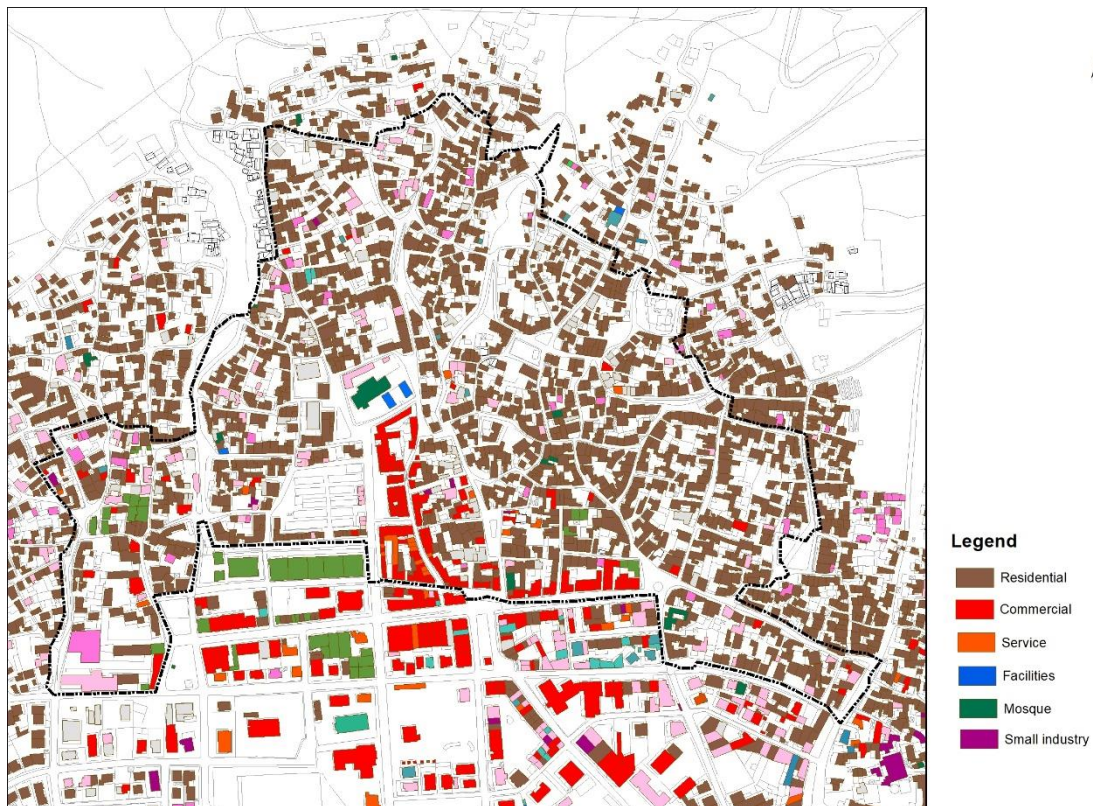 Legend
Residential
Commercial
Service
Facilities
Mosque
Small industry